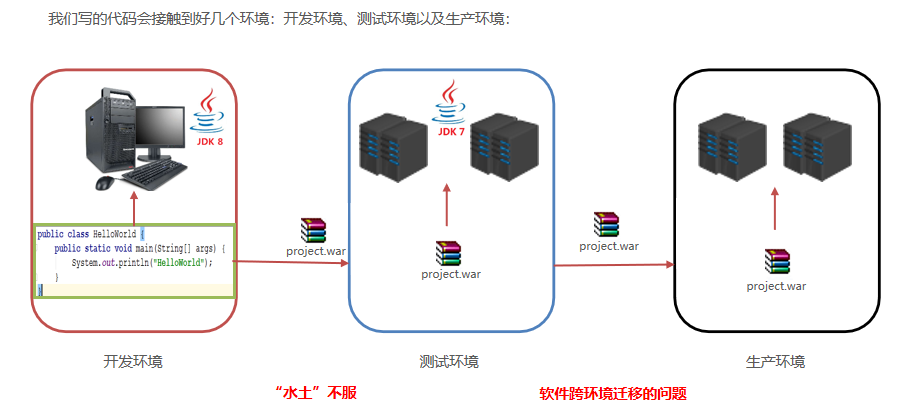 我们写的代码会接触到好几个环境：开发环境、测试环境以及生产环境：
JDK 8
JDK 7
public class HelloWorld {
public static void main(String[] args) {
System.out.println("HelloWorld");
}
}
project.war
project.war
project.war
project.war
开发环境
测试环境
生产环境
“水土”不服
软件跨环境迁移的问题